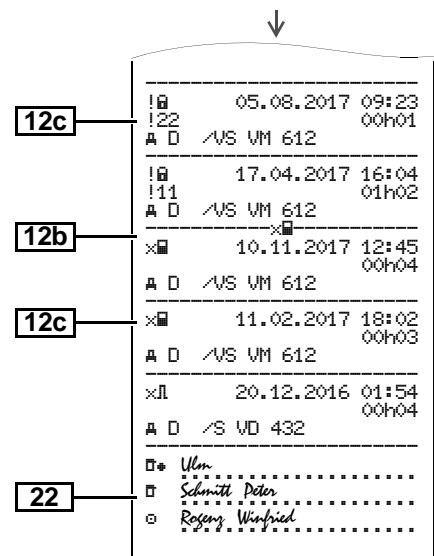 !🔒 05.08.2017 09:23
12c
!22 00h01
D /VS VM 612
!🔒 17.04.2017 16:04
!11 01h02
D /VS VM 612
12b
x 10.11.2017 12:45
00h04
D /VS VM 612
12c
x 11.02.2017 18:02
00h03
D /VS VM 612
x 20.12.2016 01:54
00h04
D /S VD 432
Ulm
22
Schmitt Peter
Rogenz Winfried